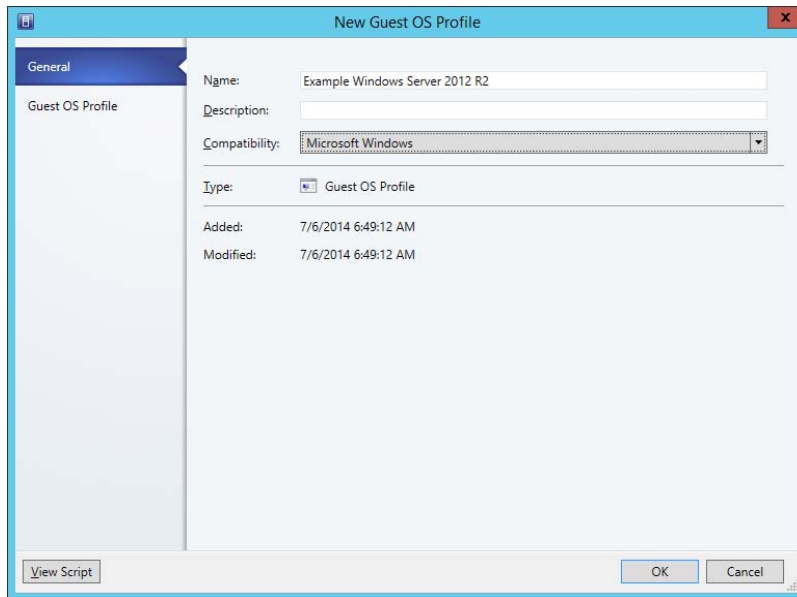 New Guest OS Profile
x
General
Guest OS Profile
Name: Example Windows Server 2012 R2
Description:
Compatibility: Microsoft Windows
Type: Guest OS Profile
Added: 7/6/2014 6:49:12 AM
Modified: 7/6/2014 6:49:12 AM
View Script
OK Cancel